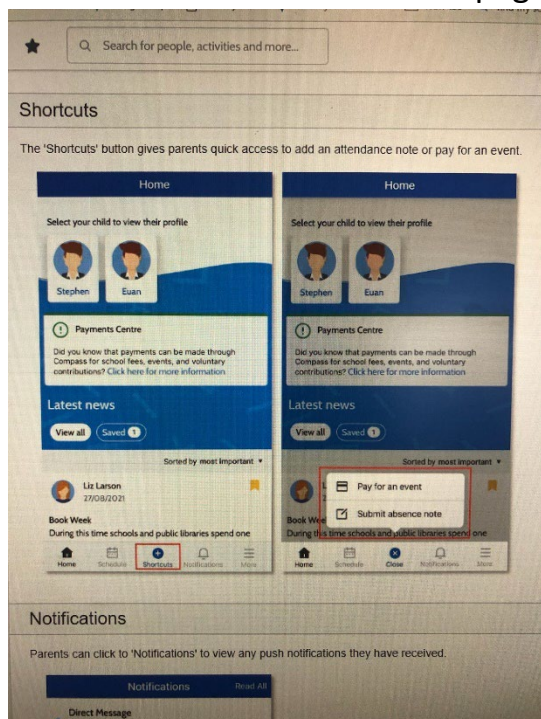 Search for people, activities and more...
Shortcuts
The 'Shortcuts' button gives parents quick access to add an attendance note or pay for an event.
Home
Select your child to view their profile
Stephen
Euan
Payments Centre
Did you know that payments can be made through
Compass for school fees, events, and voluntary
contributions? Click here for more information
Latest news
View all
Saved 1
Sorted by most important
Liz Larson
27/08/2021
Book Week
During this time schools and public libraries spend one
Home
Schedule
Shortcuts
Notifications
More
Home
Select your child to view their profile
Stephen
Euan
Payments Centre
Did you know that payments can be made through
Compass for school fees, events, and voluntary
contributions? Click here for more information
Latest news
View all
Saved 1
Sorted by most important
Pay for an event
Submit absence note
Book We
During this time schools and public libraries spend one
Home
Schedule
Close
Notifications
More
Notifications
Parents can click to 'Notifications' to view any push notifications they have received.
Notifications
Read All
Direct Message